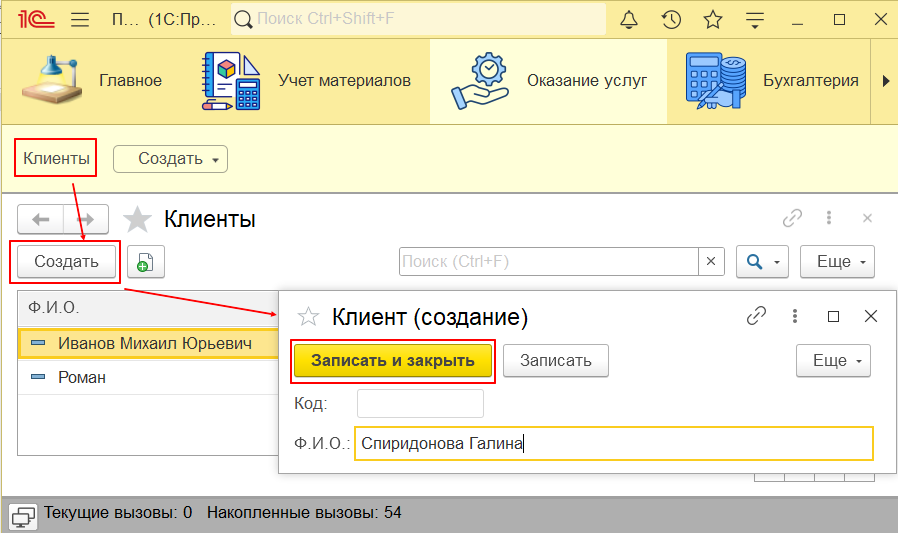 1С П... (1С:Пр... Поиск Ctrl+Shift+F
Главное Учет материалов Оказание услуг Бухгалтерия
Клиенты Создать
Клиенты
Создать Поиск (Ctrl+F) × Еще
Ф.И.О.
Иванов Михаил Юрьевич
Роман
Клиент (создание)
Записать и закрыть Записать Еще
Код:
Ф.И.О.: Спиридонова Галина
Текущие вызовы: 0 Накопленные вызовы: 54